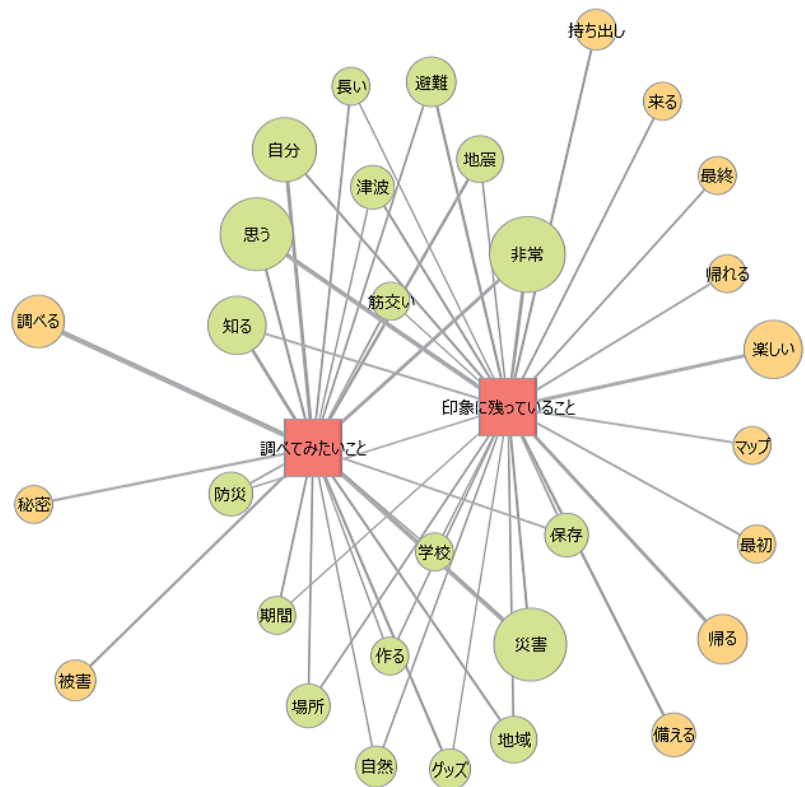 持ち出し
長い
避難
来る
自分
地震
最終
津波
思う
非常
帰れる
筋交い
調べる
知る
楽しい
印象に残っていること
調べてみたいこと
マップ
防災
秘密
保存
最初
学校
期間
帰る
災害
作る
被害
場所
地域
備える
自然
グッズ